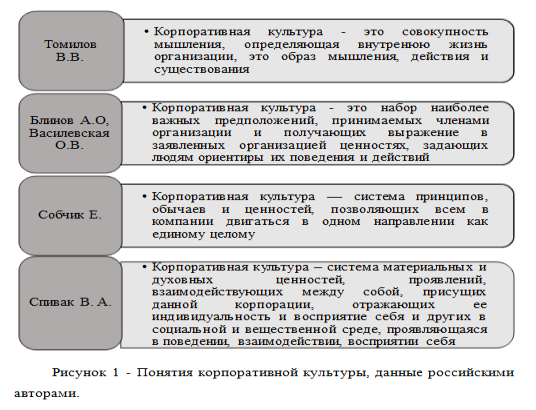 Томилов
В.В.
• Корпоративная культура - это совокупность
мышления, определяющая внутреннюю жизнь
организации, это образ мышления, действия и
существования
Блинов А.О,
Василевская
О.В.
• Корпоративная культура - это набор наиболее
важных предположений, принимаемых членами
организации и получающих выражение в
заявленных организацией ценностях, задающих
людям ориентиры их поведения и действий
Собчик Е.
• Корпоративная культура — система принципов,
обычаев и ценностей, позволяющих всем в
компании двигаться в одном направлении как
единому целому
Спивак В. А.
• Корпоративная культура – система материальных и
духовных ценностей, проявлений,
взаимодействующих между собой, присущих
данной корпорации, отражающих ее
индивидуальность и восприятие себя и других в
социальной и вещественной среде, проявляющаяся
в поведении, взаимодействии, восприятии себя
Рисунок 1 - Понятия корпоративной культуры, данные российскими
авторами.